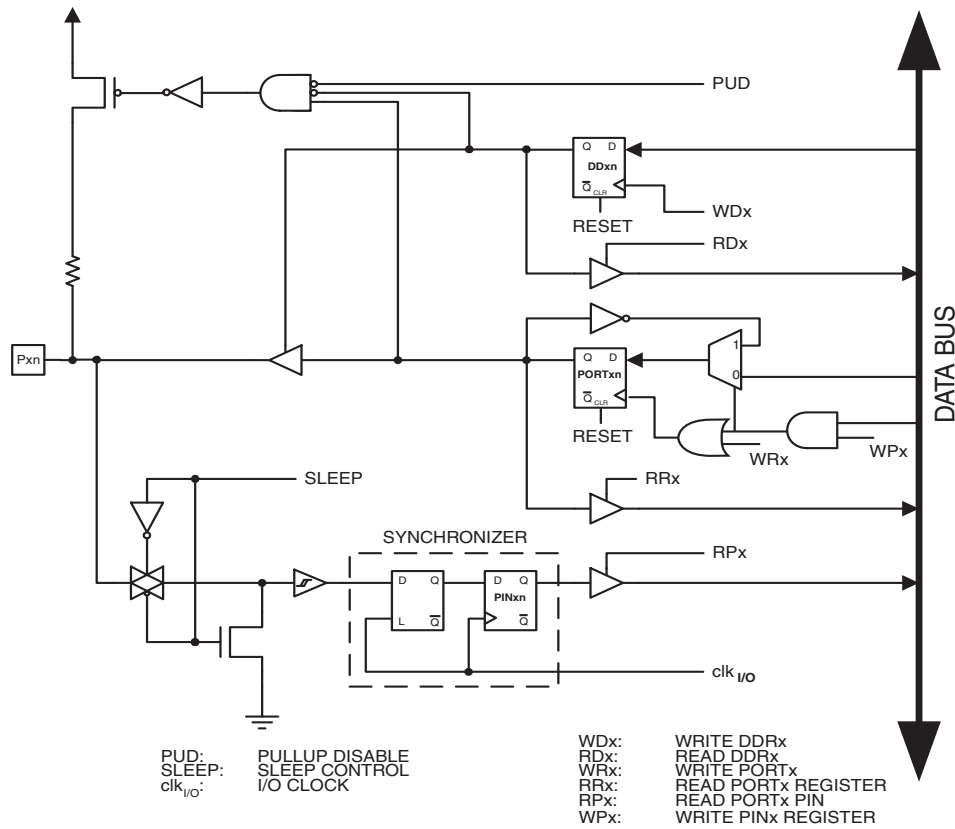 PUD
Q D
DDxn
Q CLR
WDx
RESET
RDx
DATA BUS
1
Pxn
Q D
PORTxn
0
Q CLR
RESET
WRx
WPx
SLEEP
RRx
SYNCHRONIZER
RPx
D Q
D Q
PINxn
L Q
Q
clk I/O
PUD: PULLUP DISABLE
SLEEP: SLEEP CONTROL
clkI/O: I/O CLOCK
WDx: WRITE DDRx
RDx: READ DDRx
WRx: WRITE PORTx
RRx: READ PORTx REGISTER
RPx: READ PORTx PIN
WPx: WRITE PINx REGISTER